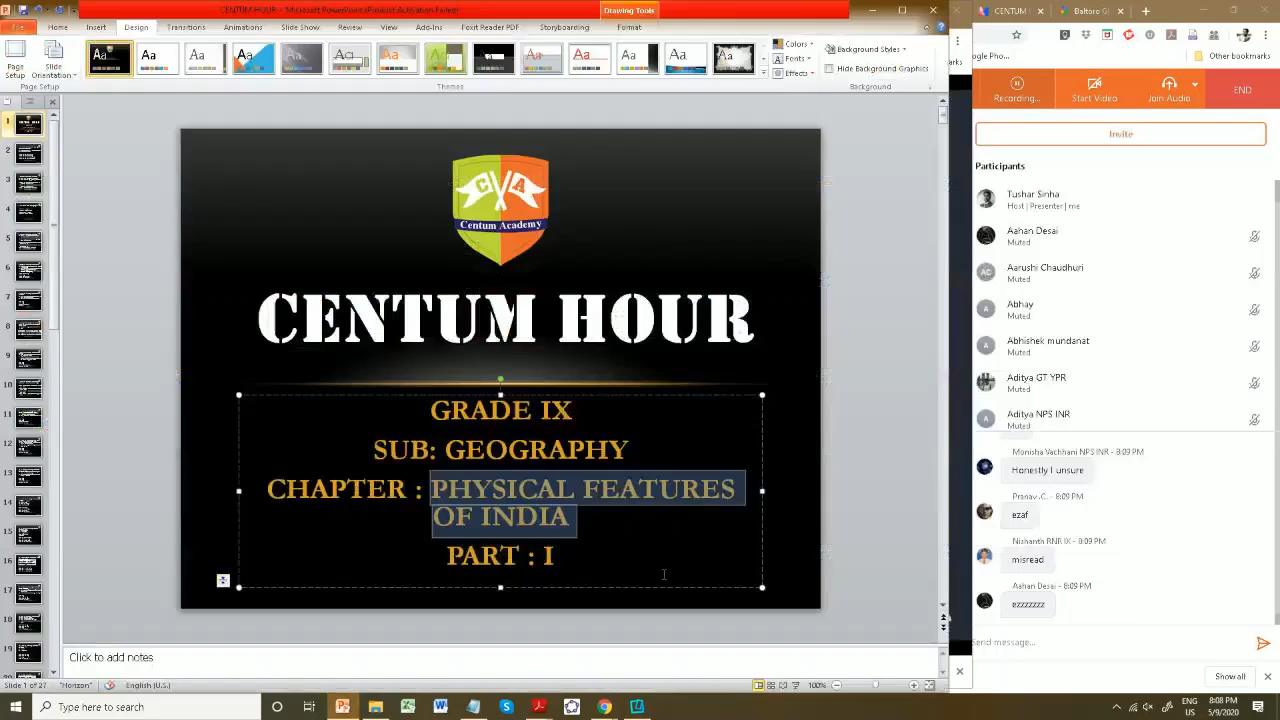 CENTUM HOUR - Microsoft PowerPoint (Product Activation Failed)
Drawing Tools
File Home Insert Design Transitions Animations Slide Show Review View Add-Ins Foxit Reader PDF Storyboarding Format
Page Setup
Slide Orientation
Colors
Fonts
Effects
Background Styles
Hide Background Graphics
Page Setup
Themes
Background
Centum Academy
CENTUM HOUR
GRADE IX
SUB: GEOGRAPHY
CHAPTER : PHYSICAL FEATURES
OF INDIA
PART : I
Click to add notes
Slide 1 of 27
"Horizon"
English (U.S.)
100%
CENTUM
Battore G
Google Pho
Other bookmarks
Recording...
Start Video
Join Audio
END
Invite
Participants
Tushar Sinha
Host | Presenter | me
Aahan Desai
Muted
AC
Aarushi Chaudhuri
Muted
A
Abhay
Muted
A
Abhishek mundanat
Muted
Aditya GT YPR
Muted
A
Aditya NPS INR
Muted
Monisha Vachhani NPS INR - 8:09 PM
Honestly I unsure
Pranav .C. - 8:09 PM
ezaf
Nishanth RNR IX - 8:09 PM
misread
Aahan Desai - 8:09 PM
ezzzzzzz
Send message...
Show all
Type here to search
ENG
IN
8:08 PM
5/9/2020